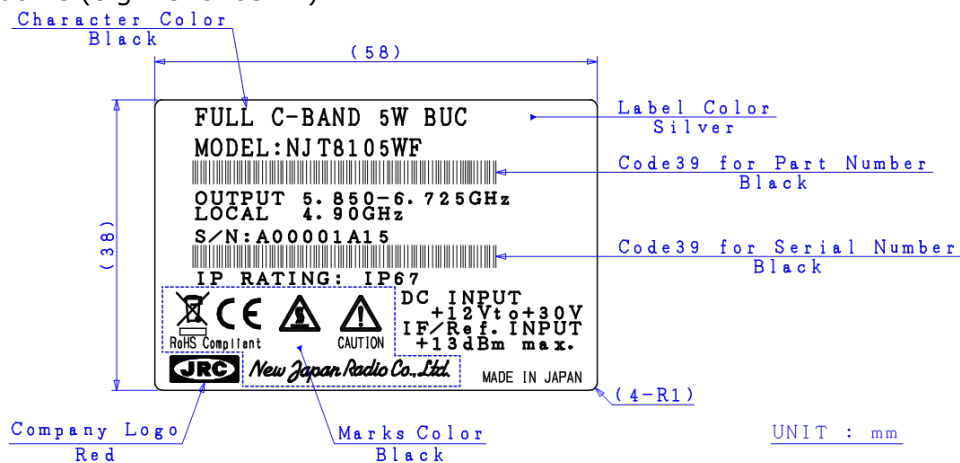 Character Color
Black
(58)
(38)
FULL C-BAND 5W BUC
Label Color
Silver
MODEL:NJT8105WF
Code39 for Part Number
Black
OUTPUT 5.850-6.725GHz
LOCAL 4.90GHz
S/N:A00001A15
Code39 for Serial Number
Black
IP RATING: IP67
DC INPUT
+12Vto+30V
IF/Ref. INPUT
+13dBm max.
CE
RoHS Compliant
CAUTION
JRC New Japan Radio Co.,Ltd.
MADE IN JAPAN
(4-R1)
Company Logo
Red
Marks Color
Black
UNIT : mm